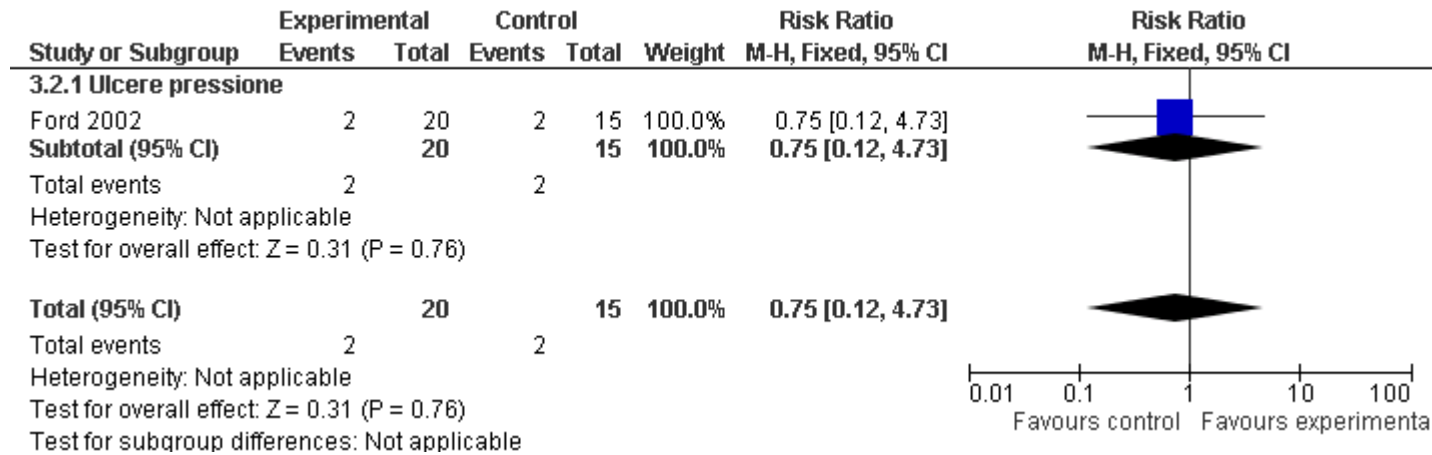 Experimental Control Risk Ratio Risk Ratio
Study or Subgroup Events Total Events Total Weight M-H, Fixed, 95% CI M-H, Fixed, 95% CI
3.2.1 Ulcere pressione
Ford 2002 2 20 2 15 100.0% 0.75 [0.12, 4.73]
Subtotal (95% CI) 20 15 100.0% 0.75 [0.12, 4.73]
Total events 2 2
Heterogeneity: Not applicable
Test for overall effect: Z = 0.31 (P = 0.76)
Total (95% CI) 20 15 100.0% 0.75 [0.12, 4.73]
Total events 2 2
Heterogeneity: Not applicable
Test for overall effect: Z = 0.31 (P = 0.76)
Test for subgroup differences: Not applicable
0.01 0.1 1 10 100
Favours control Favours experimenta